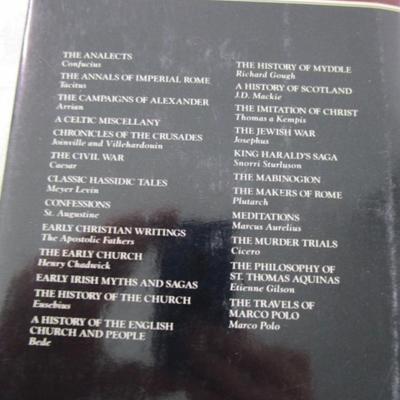 THE ANALECTS
Confucius
THE ANNALS OF IMPERIAL ROME
Tacitus
THE CAMPAIGNS OF ALEXANDER
Arrian
A CELTIC MISCELLANY
CHRONICLES OF THE CRUSADES
Joinville and Villehardouin
THE CIVIL WAR
Caesar
CLASSIC HASSIDIC TALES
Meyer Levin
CONFESSIONS
St. Augustine
EARLY CHRISTIAN WRITINGS
The Apostolic Fathers
THE EARLY CHURCH
Henry Chadwick
EARLY IRISH MYTHS AND SAGAS
THE HISTORY OF THE CHURCH
Eusebius
A HISTORY OF THE ENGLISH
CHURCH AND PEOPLE
Bede
THE HISTORY OF MYDDLE
Richard Gough
A HISTORY OF SCOTLAND
J.D. Mackie
THE IMITATION OF CHRIST
Thomas a Kempis
THE JEWISH WAR
Josephus
KING HARALD'S SAGA
Snorri Sturluson
THE MABINOGION
THE MAKERS OF ROME
Plutarch
MEDITATIONS
Marcus Aurelius
THE MURDER TRIALS
Cicero
THE PHILOSOPHY OF
ST. THOMAS AQUINAS
Etienne Gilson
THE TRAVELS OF
MARCO POLO
Marco Polo